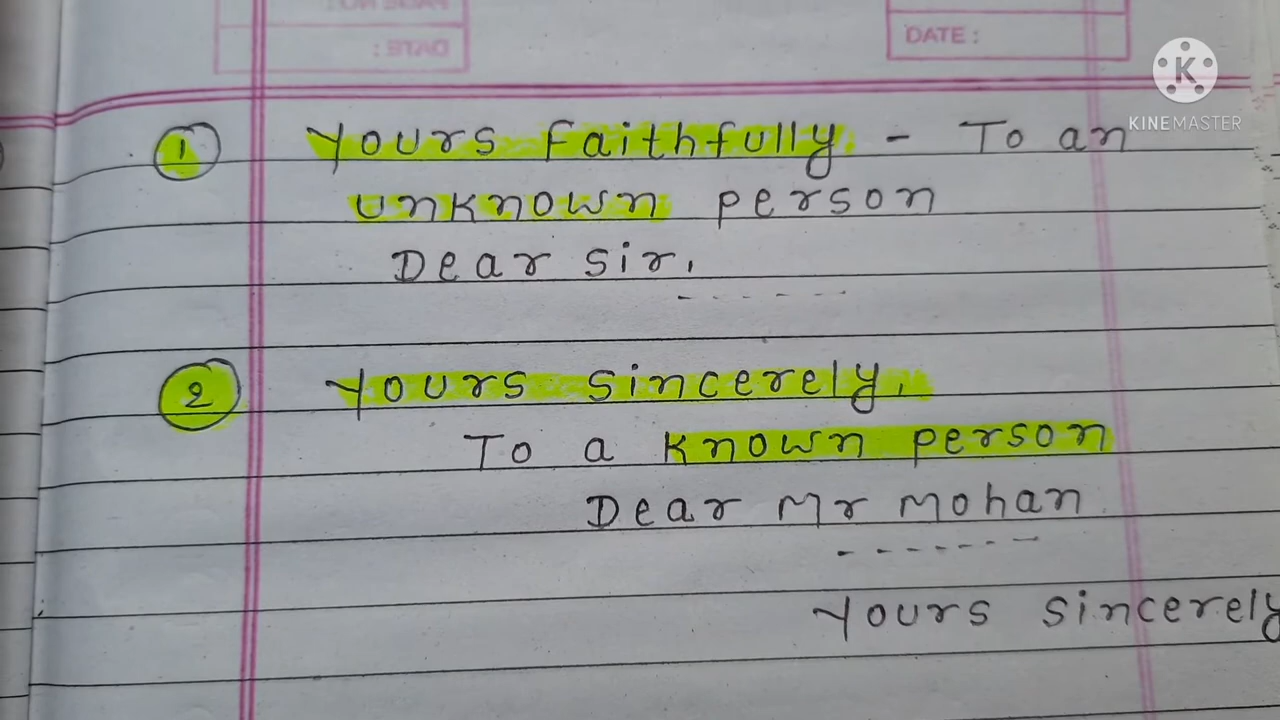 DATE :
DATE :
K
KINEMASTER
1 Yours Faithfully - To an
unknown person
Dear Sir,
- - - - - -
2 Yours Sincerely,
To a known person
Dear Mr Mohan
- - - - - - -
Yours Sincerely